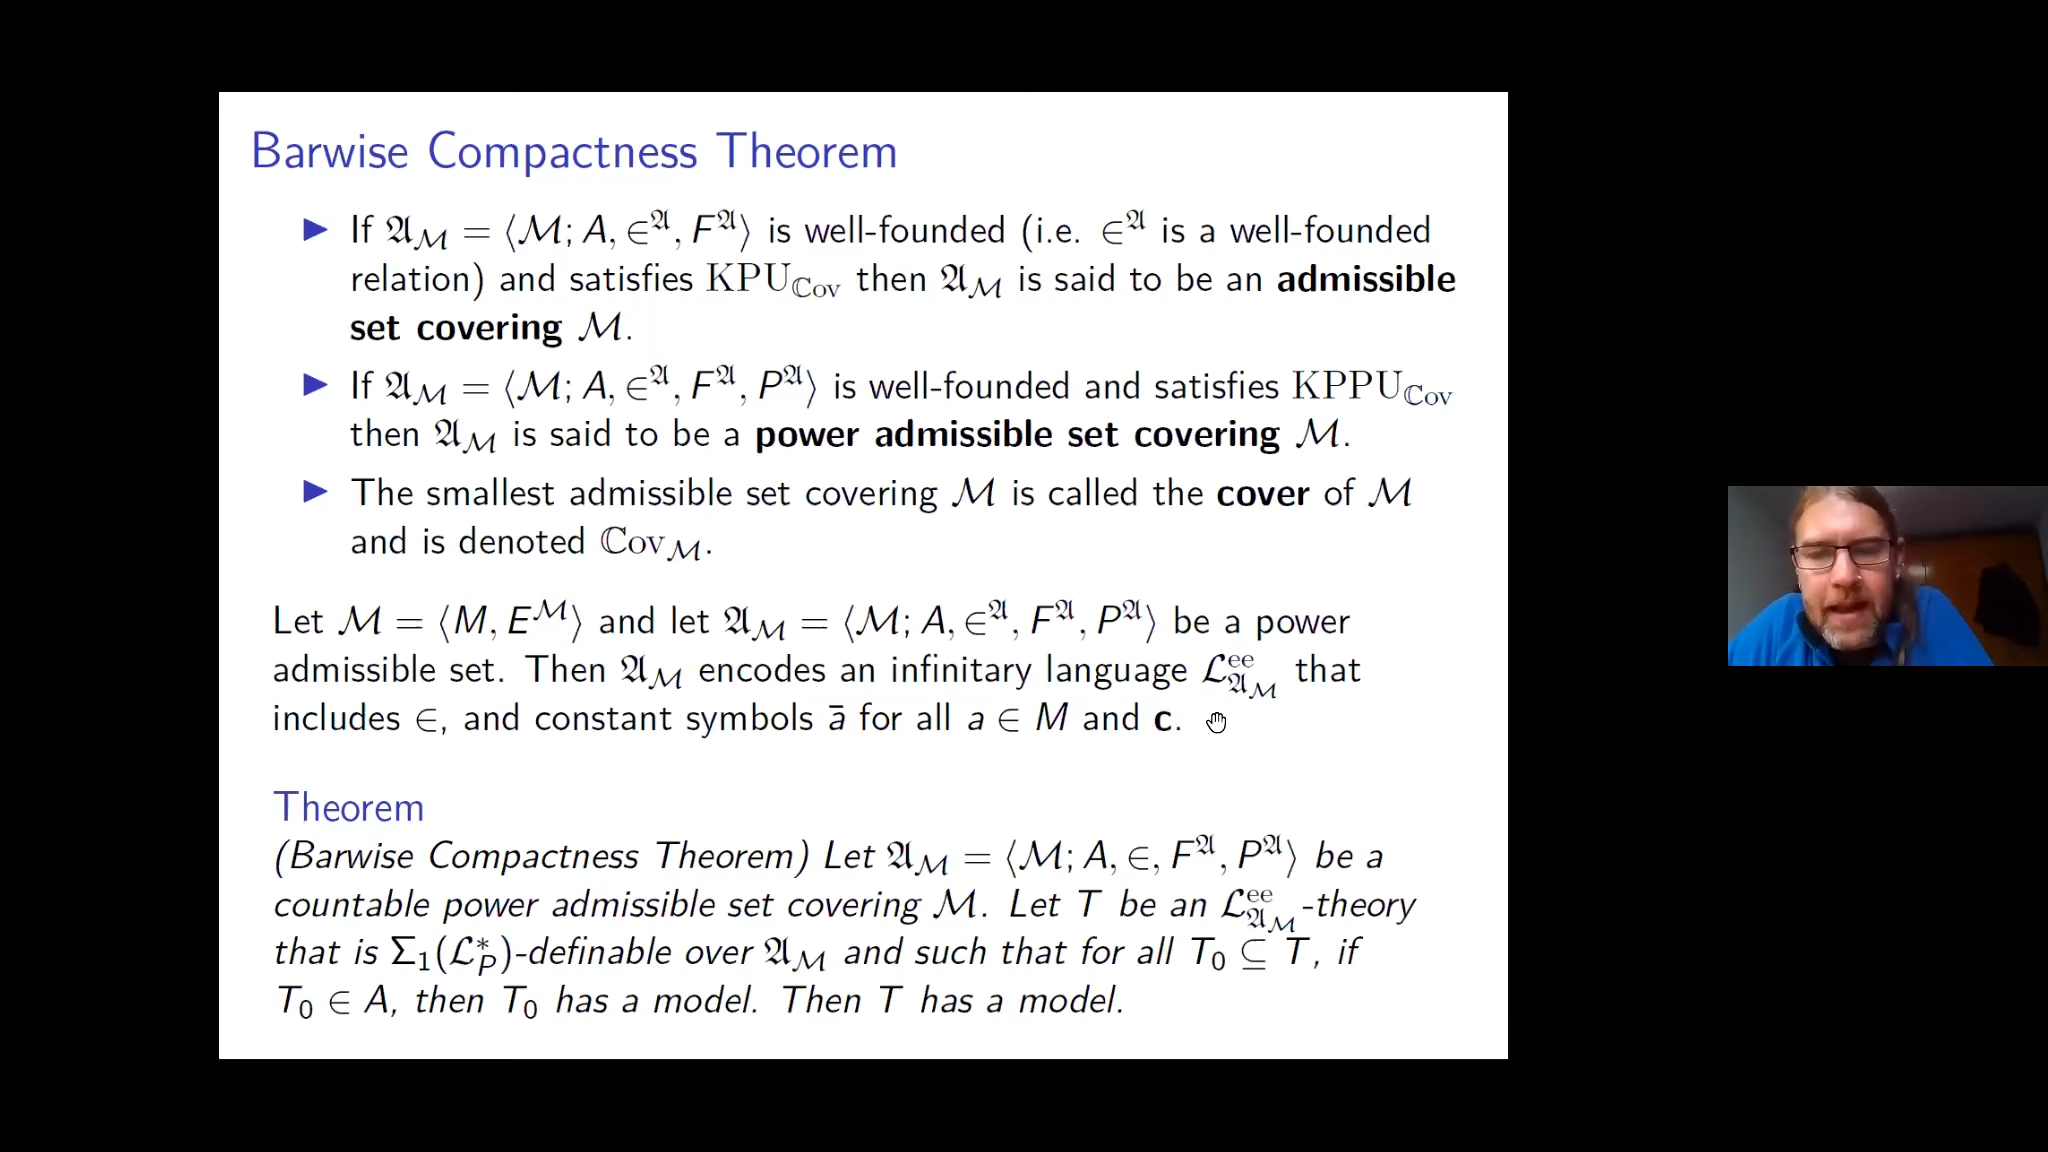 Barwise Compactness Theorem
▶ If 𝔄_ℳ = ⟨ℳ; A, ∈^𝔄, F^𝔄⟩ is well-founded (i.e. ∈^𝔄 is a well-founded
relation) and satisfies KPU_ℂov then 𝔄_ℳ is said to be an admissible
set covering ℳ.
▶ If 𝔄_ℳ = ⟨ℳ; A, ∈^𝔄, F^𝔄, P^𝔄⟩ is well-founded and satisfies KPPU_ℂov
then 𝔄_ℳ is said to be a power admissible set covering ℳ.
▶ The smallest admissible set covering ℳ is called the cover of ℳ
and is denoted ℂov_ℳ.
Let ℳ = ⟨M, E^ℳ⟩ and let 𝔄_ℳ = ⟨ℳ; A, ∈^𝔄, F^𝔄, P^𝔄⟩ be a power
admissible set. Then 𝔄_ℳ encodes an infinitary language ℒ^ee_𝔄_ℳ that
includes ∈, and constant symbols ā for all a ∈ M and c.
Theorem
(Barwise Compactness Theorem) Let 𝔄_ℳ = ⟨ℳ; A, ∈, F^𝔄, P^𝔄⟩ be a
countable power admissible set covering ℳ. Let T be an ℒ^ee_𝔄_ℳ-theory
that is Σ₁(ℒ*_P)-definable over 𝔄_ℳ and such that for all T₀ ⊆ T, if
T₀ ∈ A, then T₀ has a model. Then T has a model.